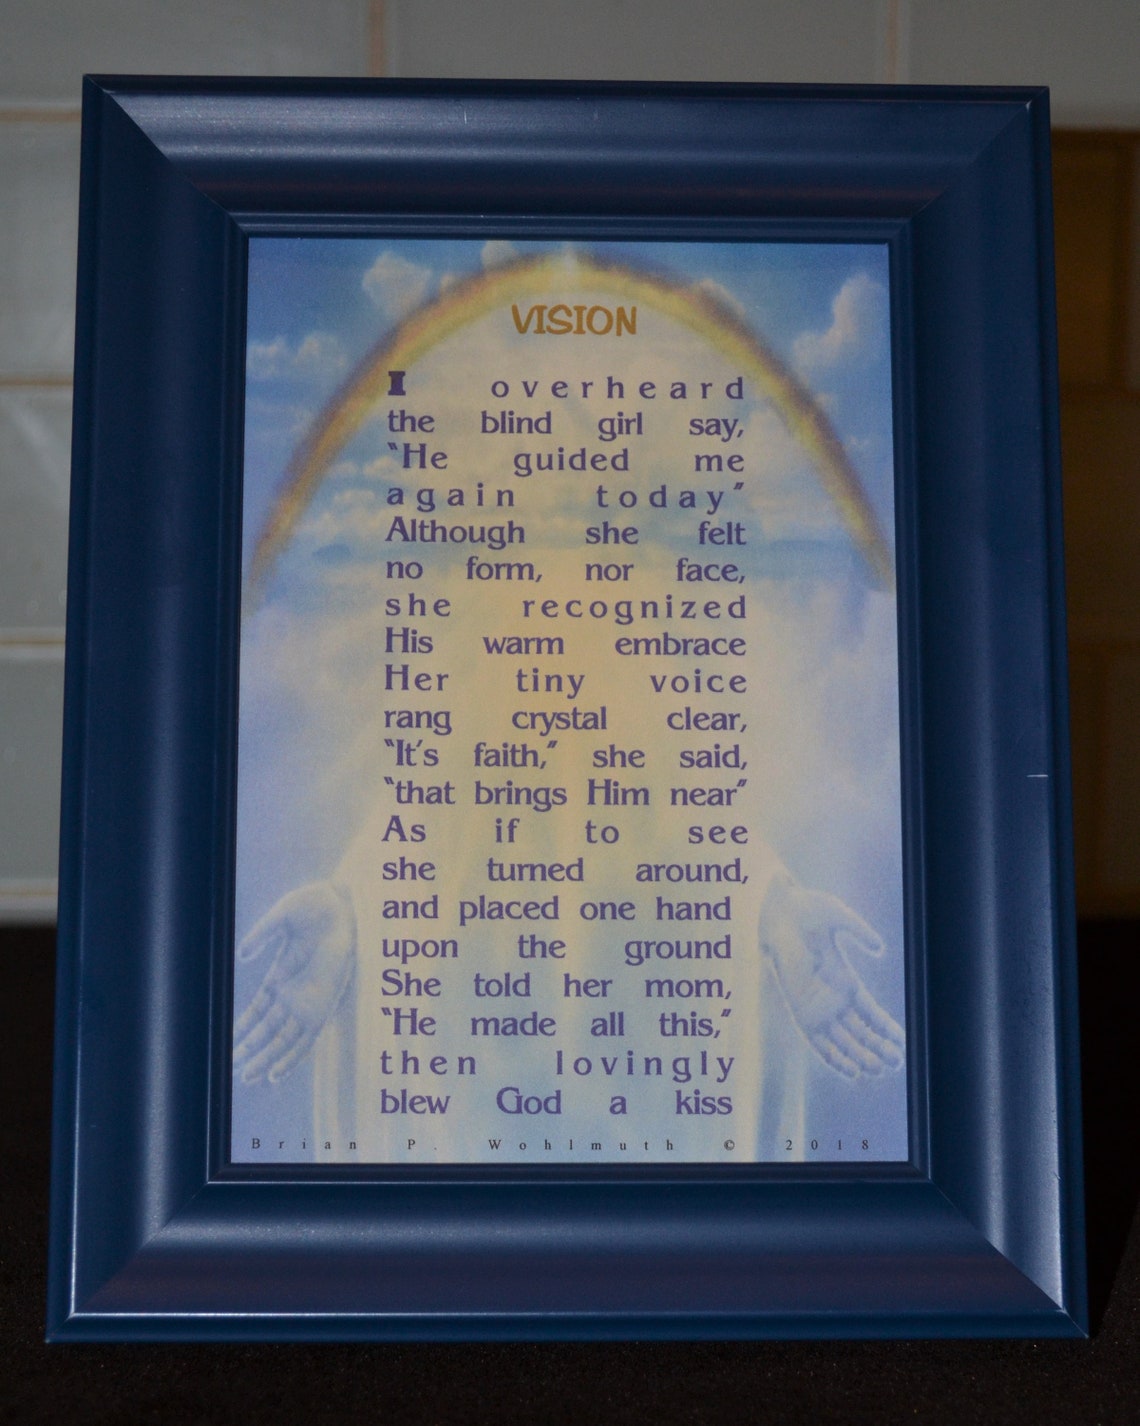 VISION
I overheard
the blind girl say,
"He guided me
again today"
Although she felt
no form, nor face,
she recognized
His warm embrace
Her tiny voice
rang crystal clear,
"It's faith," she said,
"that brings Him near"
As if to see
she turned around,
and placed one hand
upon the ground
She told her mom,
"He made all this,"
then lovingly
blew God a kiss
Brian P. Wohlmuth © 2018